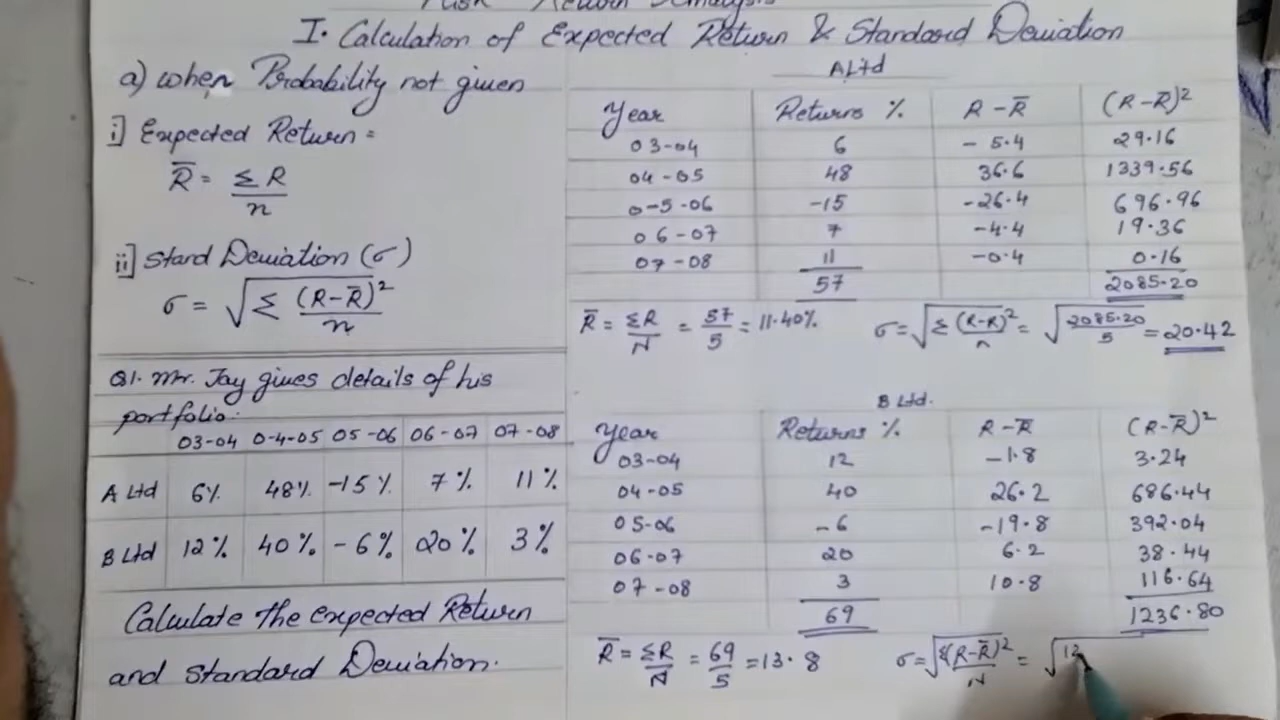 Risk Return Analysis
I. Calculation of Expected Return & Standard Deviation
a) when Probability not given
i] Expected Return =
R̅ = ΣR / n
ii] Stard Deviation (σ)
σ = √Σ (R-R̅)² / n
Q1. Mr. Jay gives details of his
portfolio:
03-04 0-4-05 05-06 06-07 07-08
A Ltd 6% 48% -15% 7% 11%
B Ltd 12% 40% -6% 20% 3%
Calculate the expected Return
and standard Deviation.
A Ltd
Year Returns % R-R̅ (R-R̅)²
03-04 6 -5.4 29.16
04-05 48 36.6 1339.56
0-5-06 -15 -26.4 696.96
06-07 7 -4.4 19.36
07-08 11 -0.4 0.16
57 2085.20
R̅ = ΣR / N = 57 / 5 = 11.40% σ = √Σ (R-R)² / n = √2085.20 / 5 = 20.42
B Ltd.
Year Returns % R-R̅ (R-R̅)²
03-04 12 -1.8 3.24
04-05 40 26.2 686.44
05-06 -6 -19.8 392.04
06-07 20 6.2 38.44
07-08 3 10.8 116.64
69 1236.80
R̅ = ΣR / N = 69 / 5 = 13.8 σ = √Σ(R-R̅)² / N = √12